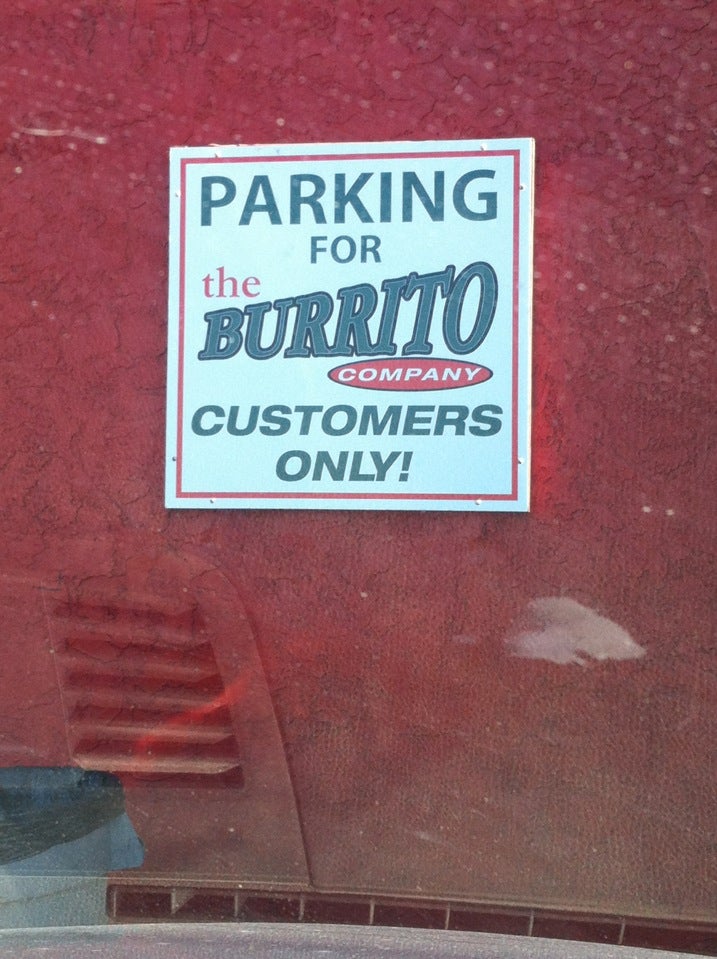 PARKING
FOR
the
BURRITO
COMPANY
CUSTOMERS
ONLY!